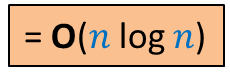 = O(n log n)